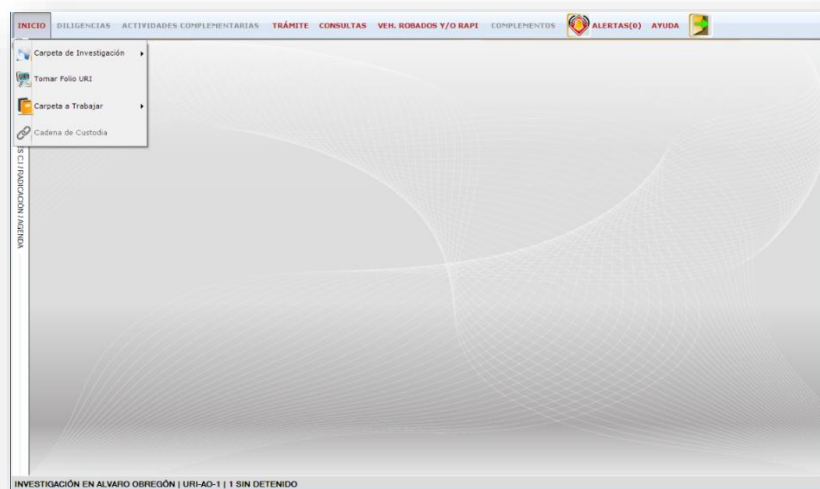 INICIO DILIGENCIAS ACTIVIDADES COMPLEMENTARIAS TRÁMITE CONSULTAS VEH. ROBADOS Y/O RAPI COMPLEMENTOS ALERTAS(0) AYUDA
Carpeta de Investigación
Tomar Folio URI
Carpeta a Trabajar
Cadena de Custodia
CI /RADICACIÓN /AGENDA
INVESTIGACIÓN EN ALVARO OBREGÓN | URI-AO-1 | 1 SIN DETENIDO